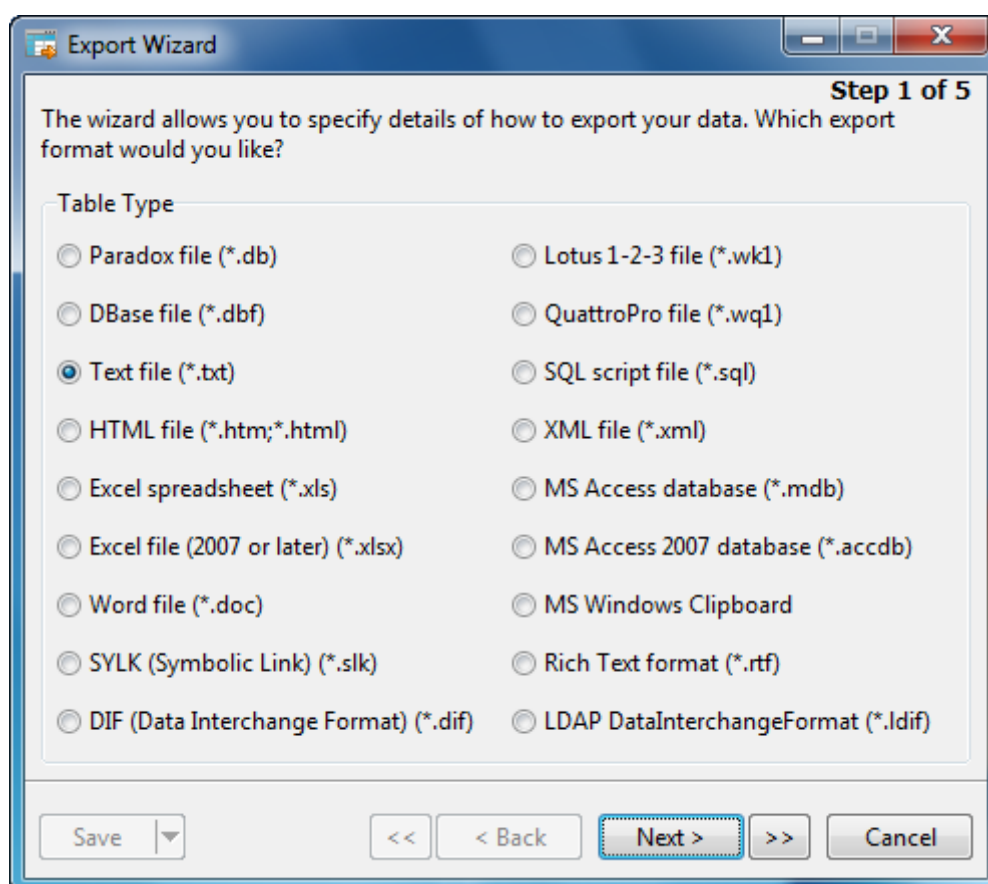 Export Wizard
Step 1 of 5
The wizard allows you to specify details of how to export your data. Which export
format would you like?
Table Type
Paradox file (*.db)
Lotus 1-2-3 file (*.wk1)
DBase file (*.dbf)
QuattroPro file (*.wq1)
Text file (*.txt)
SQL script file (*.sql)
HTML file (*.htm;*.html)
XML file (*.xml)
Excel spreadsheet (*.xls)
MS Access database (*.mdb)
Excel file (2007 or later) (*.xlsx)
MS Access 2007 database (*.accdb)
Word file (*.doc)
MS Windows Clipboard
SYLK (Symbolic Link) (*.slk)
Rich Text format (*.rtf)
DIF (Data Interchange Format) (*.dif)
LDAP DataInterchangeFormat (*.ldif)
Save << < Back Next > >> Cancel